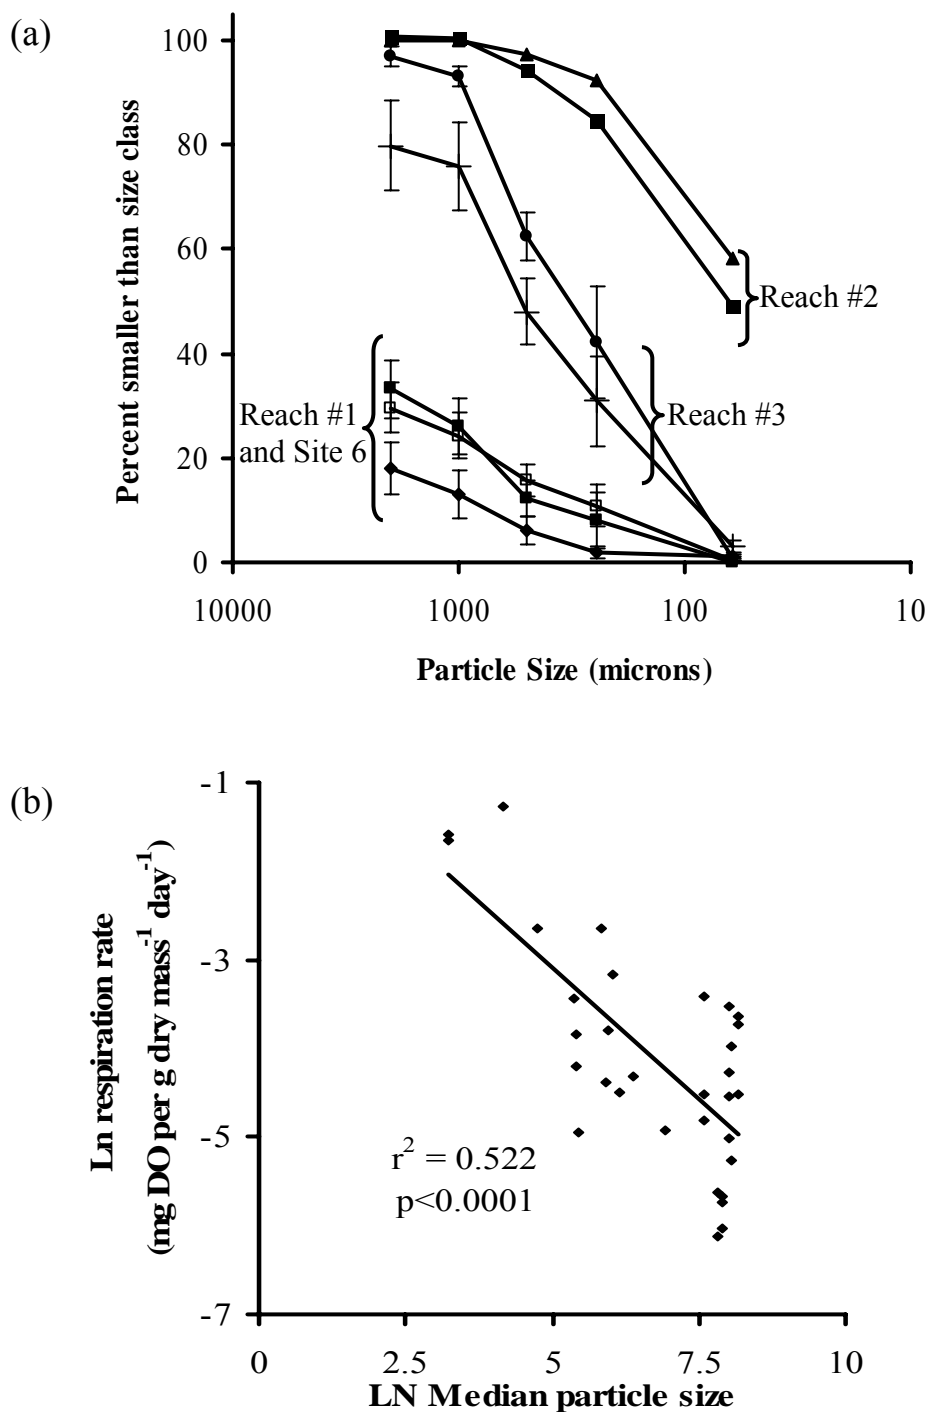 (a)
Percent smaller than size class
100
80
60
40
20
0
10000
1000
100
10
Reach #2
Reach #3
Reach #1
and Site 6
Particle Size (microns)
(b)
Ln respiration rate
(mg DO per g dry mass⁻¹ day⁻¹)
-1
-3
-5
-7
r² = 0.522
p<0.0001
0
2.5
5
7.5
10
LN Median particle size